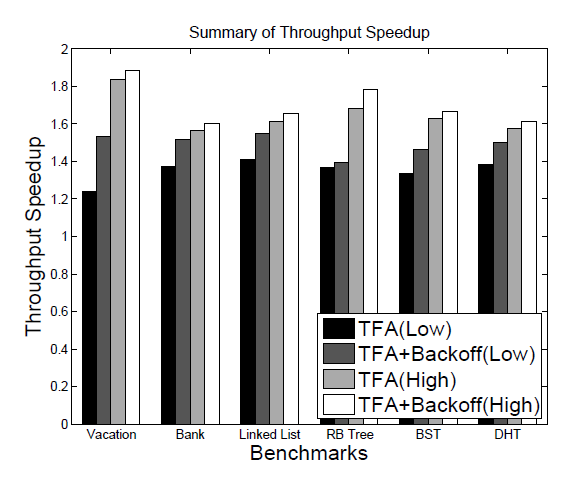 Summary of Throughput Speedup
Throughput Speedup
2
1.8
1.6
1.4
1.2
1
0.8
0.6
0.4
0.2
0
TFA(Low)
TFA+Backoff(Low)
TFA(High)
TFA+Backoff(High)
Vacation Bank Linked List RB Tree BST DHT
Benchmarks